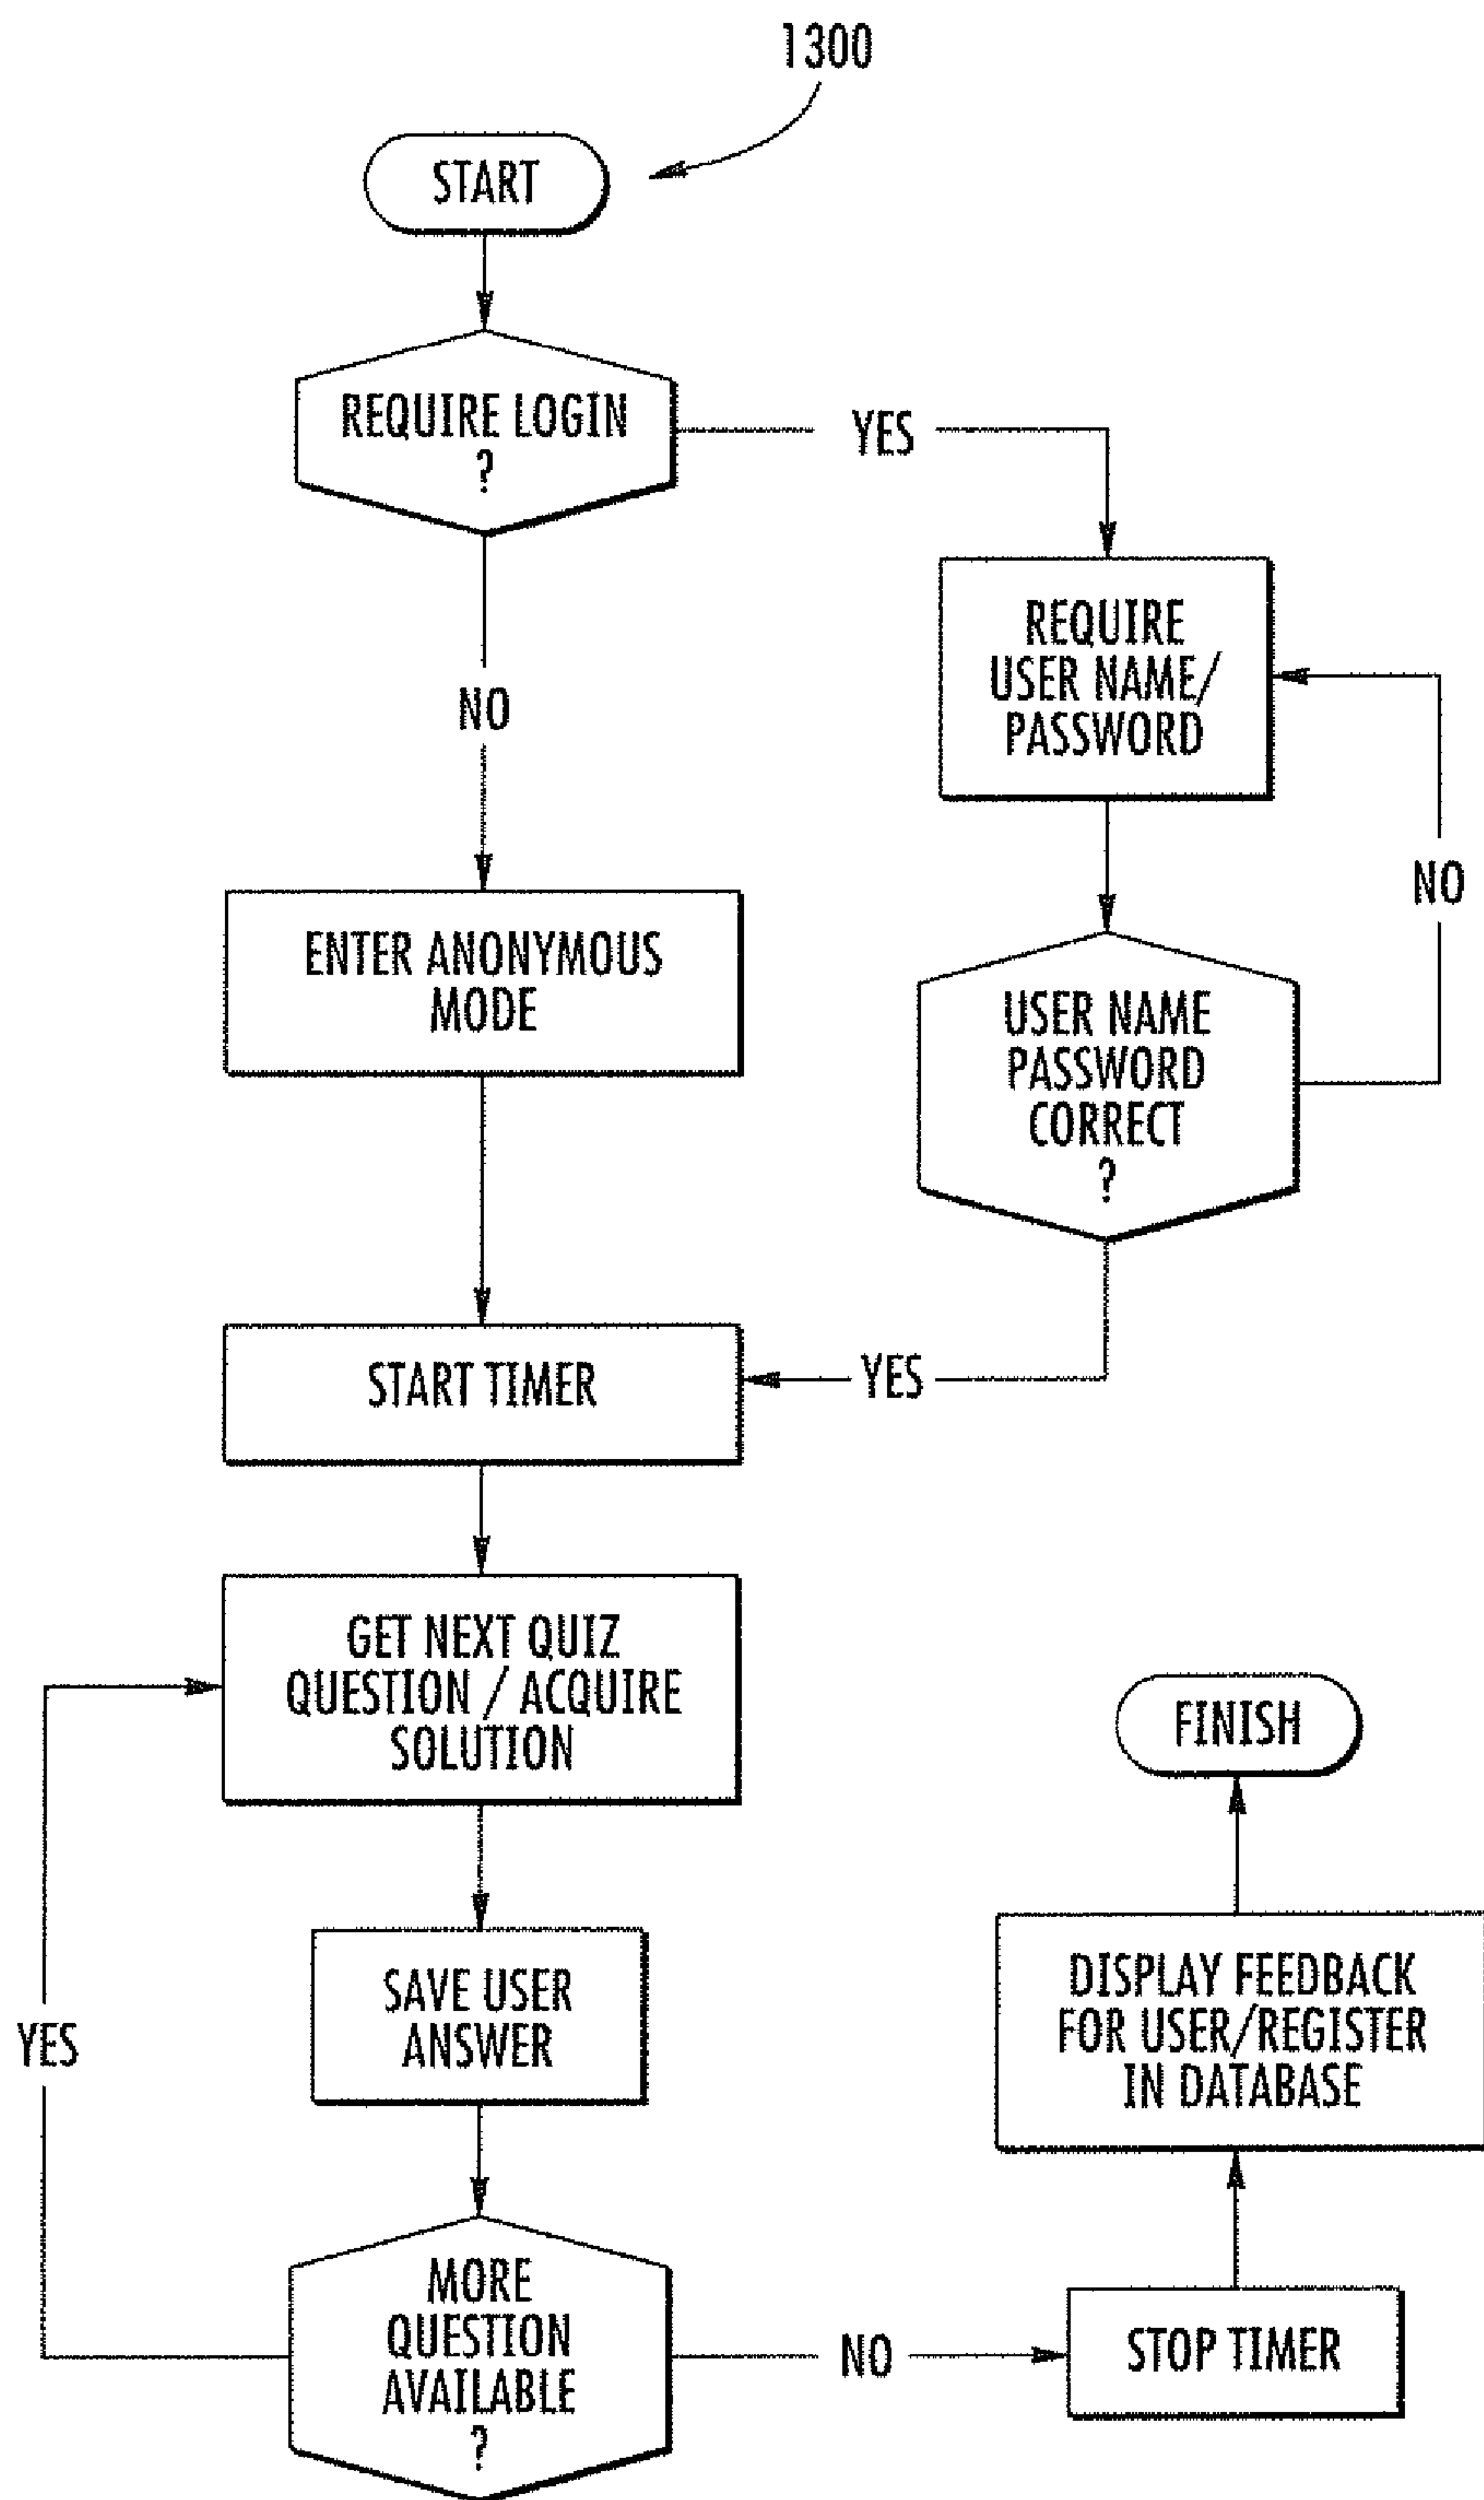 1300
START
REQUIRE LOGIN
?
YES
NO
REQUIRE
USER NAME/
PASSWORD
NO
ENTER ANONYMOUS
MODE
USER NAME
PASSWORD
CORRECT
?
START TIMER
YES
GET NEXT QUIZ
QUESTION / ACQUIRE
SOLUTION
FINISH
SAVE USER
ANSWER
YES
DISPLAY FEEDBACK
FOR USER/REGISTER
IN DATABASE
MORE
QUESTION
AVAILABLE
?
NO
STOP TIMER